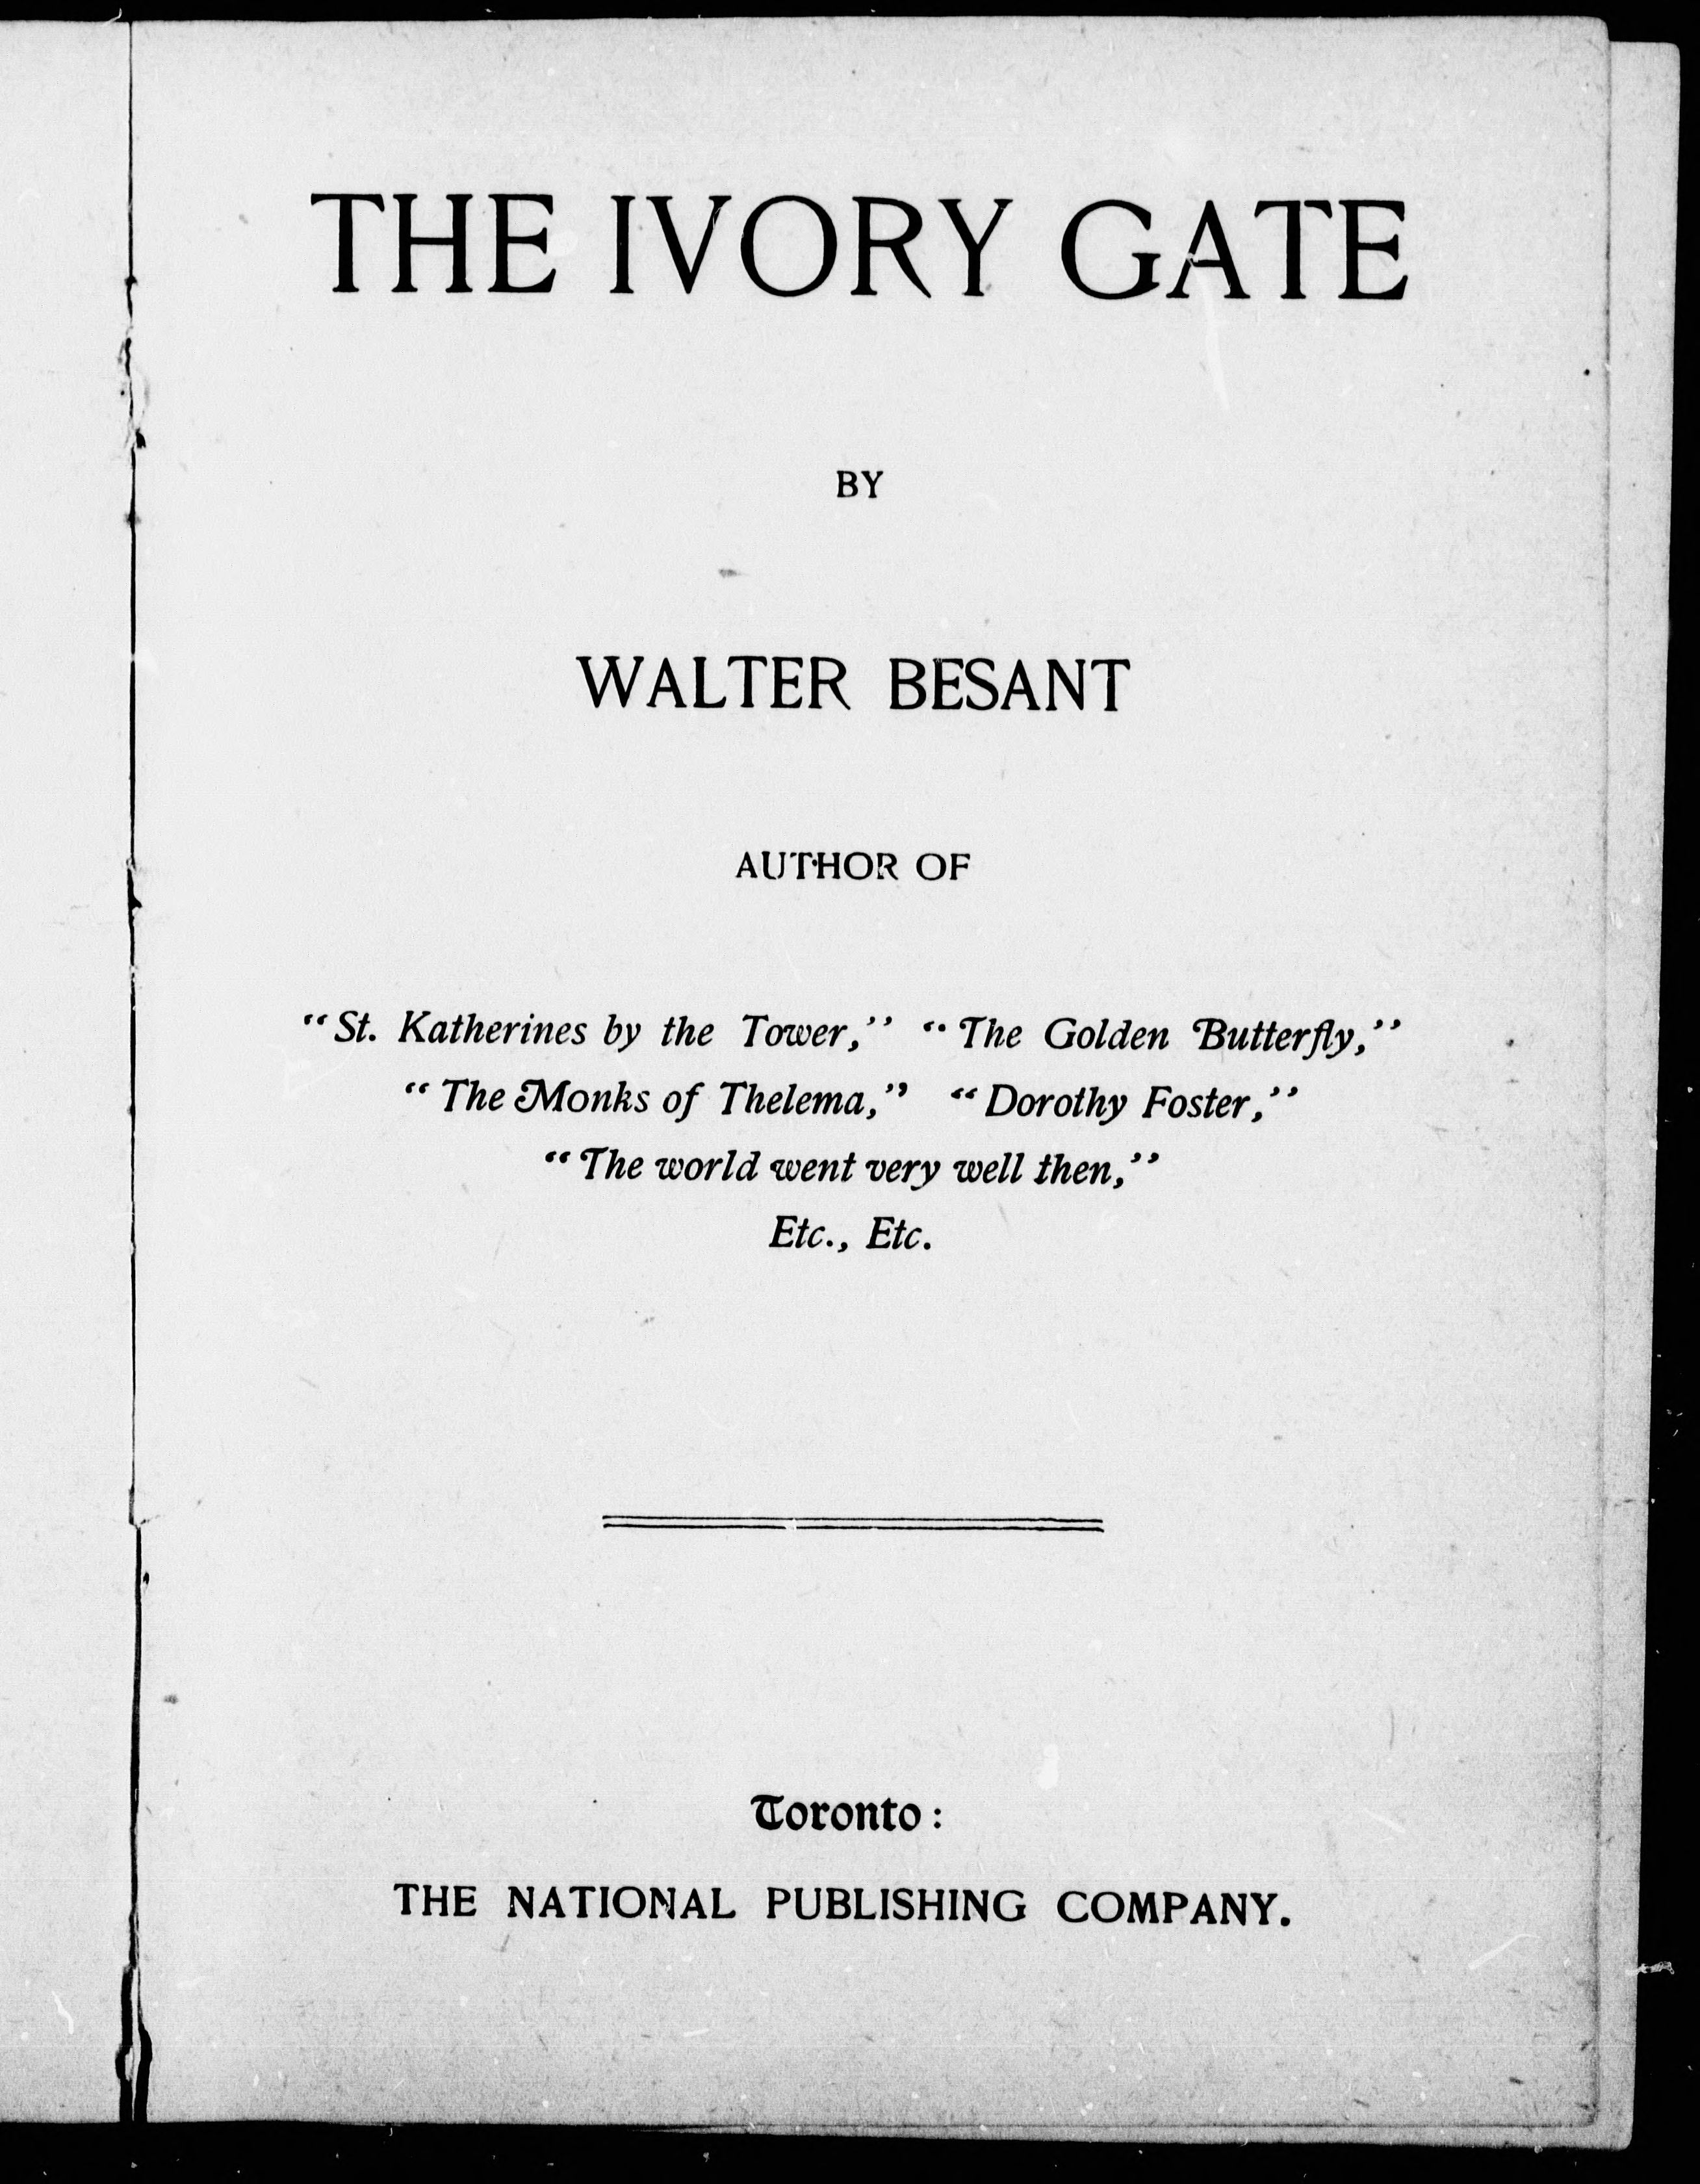 THE IVORY GATE
BY
WALTER BESANT
AUTHOR OF
“St. Katherines by the Tower,” “The Golden Butterfly,”
“The Monks of Thelema,” “Dorothy Foster,”
“The world went very well then,”
Etc., Etc.
Toronto:
THE NATIONAL PUBLISHING COMPANY.